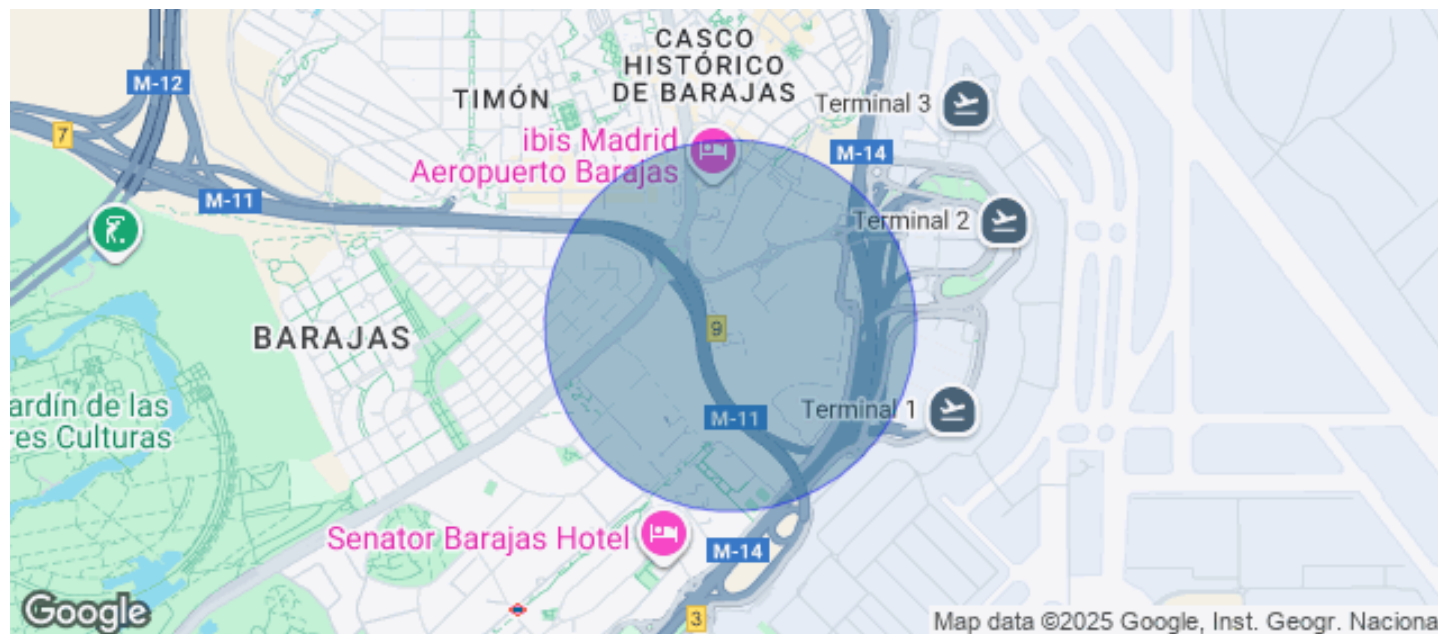 CASCO
HISTÓRICO
DE BARAJAS
M-12
TIMÓN
Terminal 3
7
ibis Madrid
Aeropuerto Barajas
M-14
M-11
Terminal 2
BARAJAS
9
ardín de las
res Culturas
M-11
Terminal 1
Senator Barajas Hotel
M-14
Google
3
Map data ©2025 Google, Inst. Geogr. Naciona